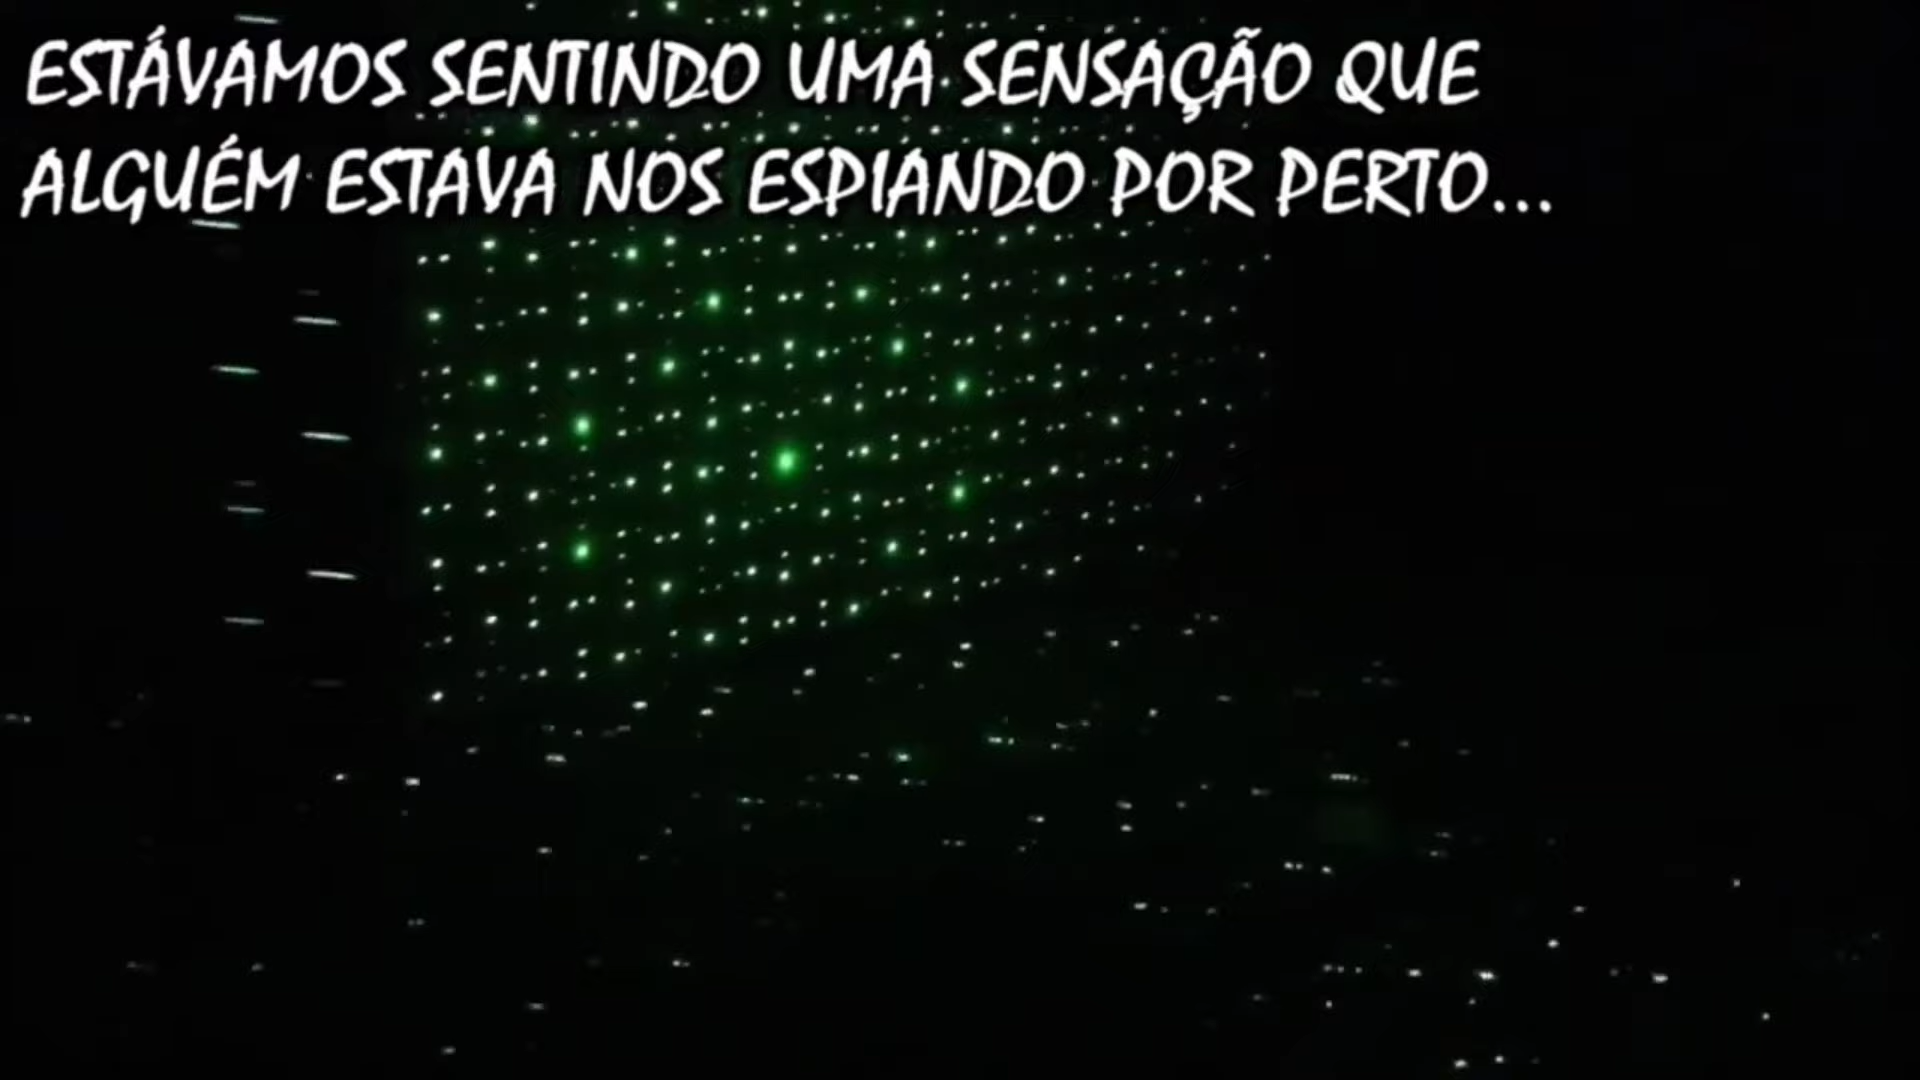 ESTÁVAMOS SENTINDO UMA SENSAÇÃO QUE
ALGUÉM ESTAVA NOS ESPIANDO POR PERTO...